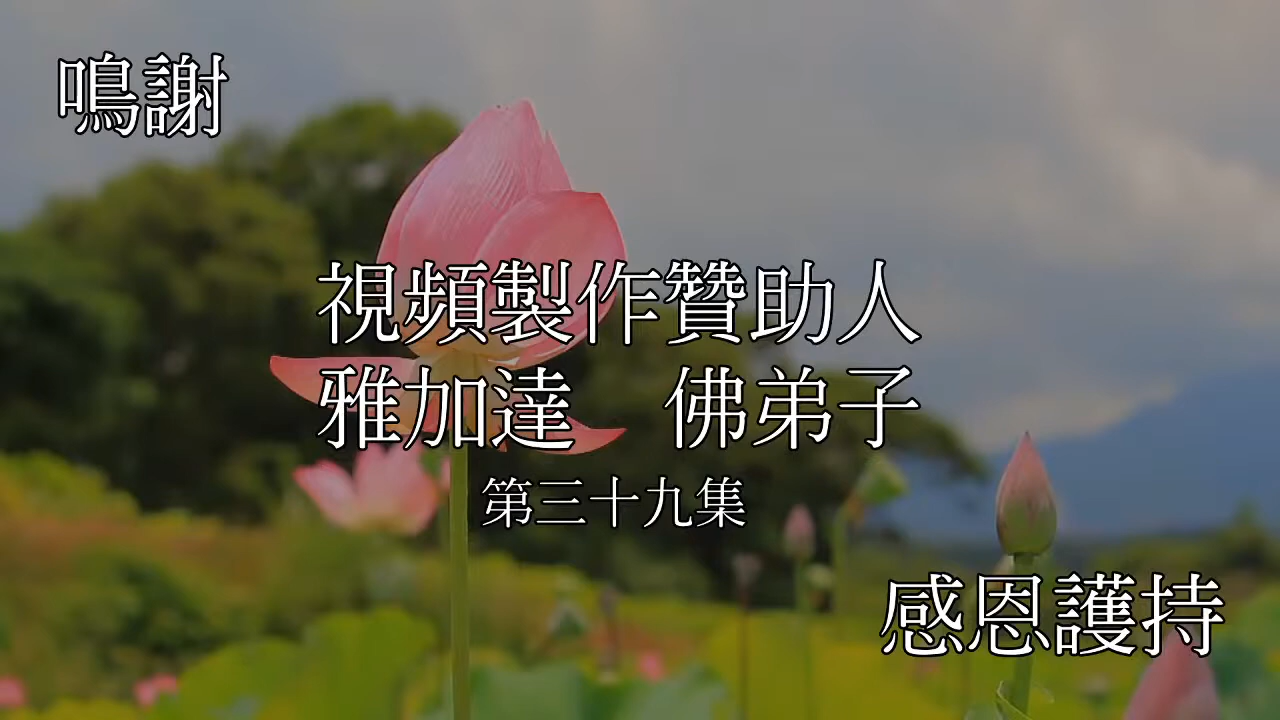 鳴謝
視頻製作贊助人
雅加達　佛弟子
第三十九集
感恩護持